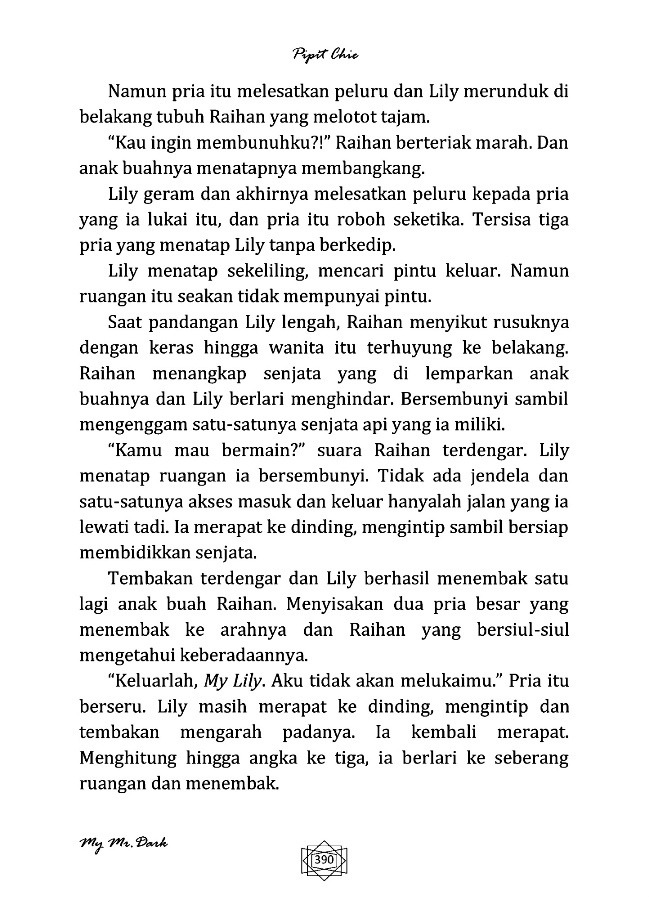 Pipit Chie
Namun pria itu melesatkan peluru dan Lily merunduk di
belakang tubuh Raihan yang melotot tajam.
“Kau ingin membunuhku?!” Raihan berteriak marah. Dan
anak buahnya menatapnya membangkang.
Lily geram dan akhirnya melesatkan peluru kepada pria
yang ia lukai itu, dan pria itu roboh seketika. Tersisa tiga
pria yang menatap Lily tanpa berkedip.
Lily menatap sekeliling, mencari pintu keluar. Namun
ruangan itu seakan tidak mempunyai pintu.
Saat pandangan Lily lengah, Raihan menyikut rusuknya
dengan keras hingga wanita itu terhuyung ke belakang.
Raihan menangkap senjata yang di lemparkan anak
buahnya dan Lily berlari menghindar. Bersembunyi sambil
mengenggam satu-satunya senjata api yang ia miliki.
“Kamu mau bermain?” suara Raihan terdengar. Lily
menatap ruangan ia bersembunyi. Tidak ada jendela dan
satu-satunya akses masuk dan keluar hanyalah jalan yang ia
lewati tadi. Ia merapat ke dinding, mengintip sambil bersiap
membidikkan senjata.
Tembakan terdengar dan Lily berhasil menembak satu
lagi anak buah Raihan. Menyisakan dua pria besar yang
menembak ke arahnya dan Raihan yang bersiul-siul
mengetahui keberadaannya.
“Keluarlah, My Lily. Aku tidak akan melukaimu.” Pria itu
berseru. Lily masih merapat ke dinding, mengintip dan
tembakan mengarah padanya. Ia kembali merapat.
Menghitung hingga angka ke tiga, ia berlari ke seberang
ruangan dan menembak.
My Mr. Dark
390